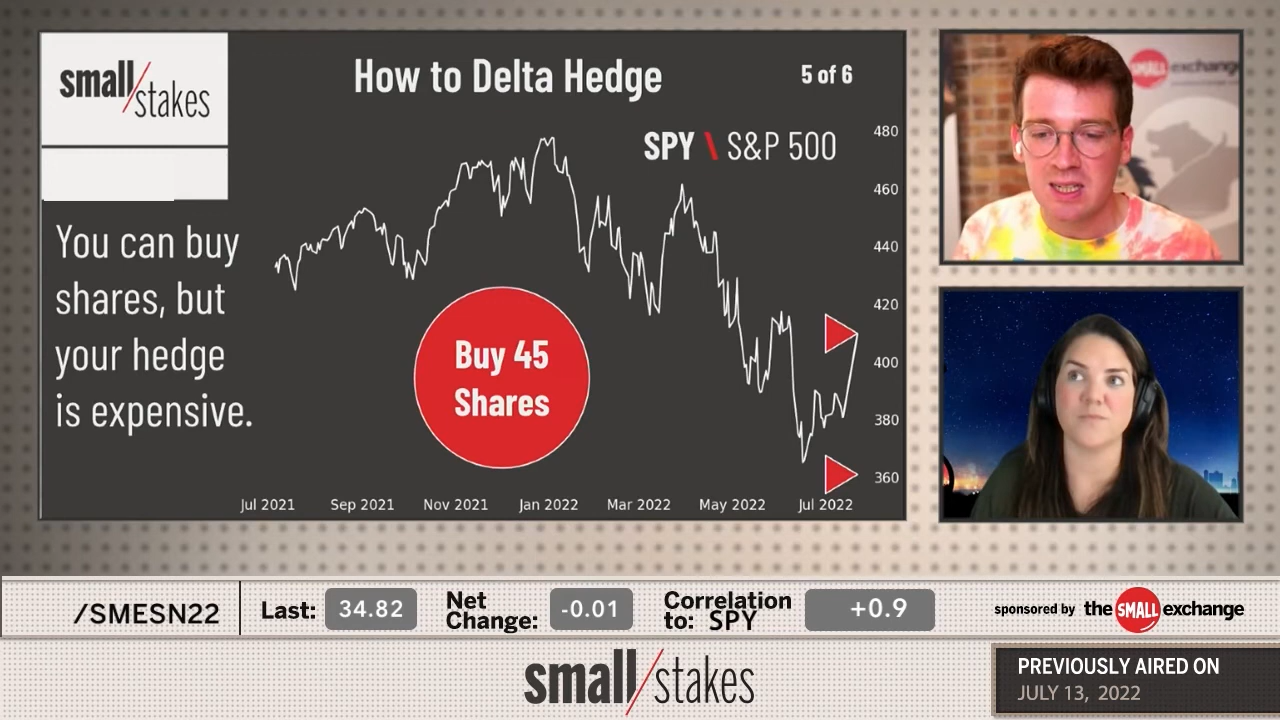 small/stakes
How to Delta Hedge
5 of 6
SPY \ S&P 500
You can buy
shares, but
your hedge
is expensive.
Buy 45
Shares
480
460
440
420
400
380
360
Jul 2021 Sep 2021 Nov 2021 Jan 2022 Mar 2022 May 2022 Jul 2022
SMALL exchange
/SMESN22
Last: 34.82
Net
Change: -0.01
Correlation
to: SPY +0.9
sponsored by the SMALL exchange
small/stakes
PREVIOUSLY AIRED ON
JULY 13, 2022